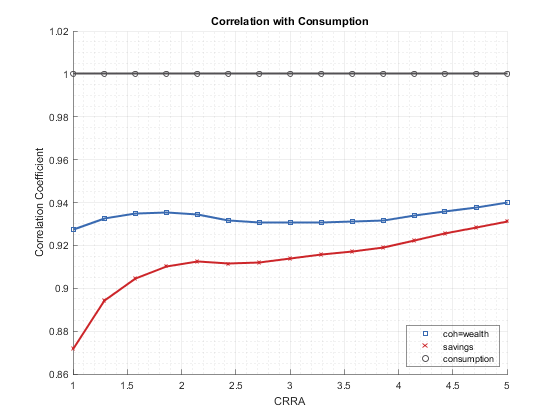 Correlation with Consumption
1.02
1
0.98
0.96
0.94
0.92
0.9
0.88
0.86
Correlation Coefficient
1 1.5 2 2.5 3 3.5 4 4.5 5
CRRA
coh=wealth
savings
consumption